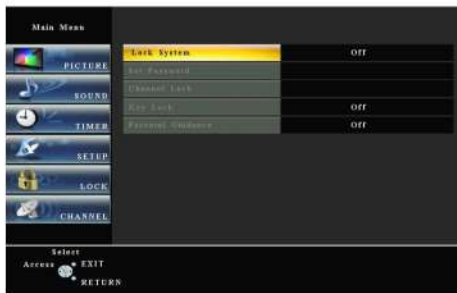 Main Menu
PICTURE
SOUND
TIMER
SETUP
LOCK
CHANNEL
Lock System Off
Set Password
Channel Lock
Key Lock Off
Parental Guidance Off
Select
Access EXIT
RETURN